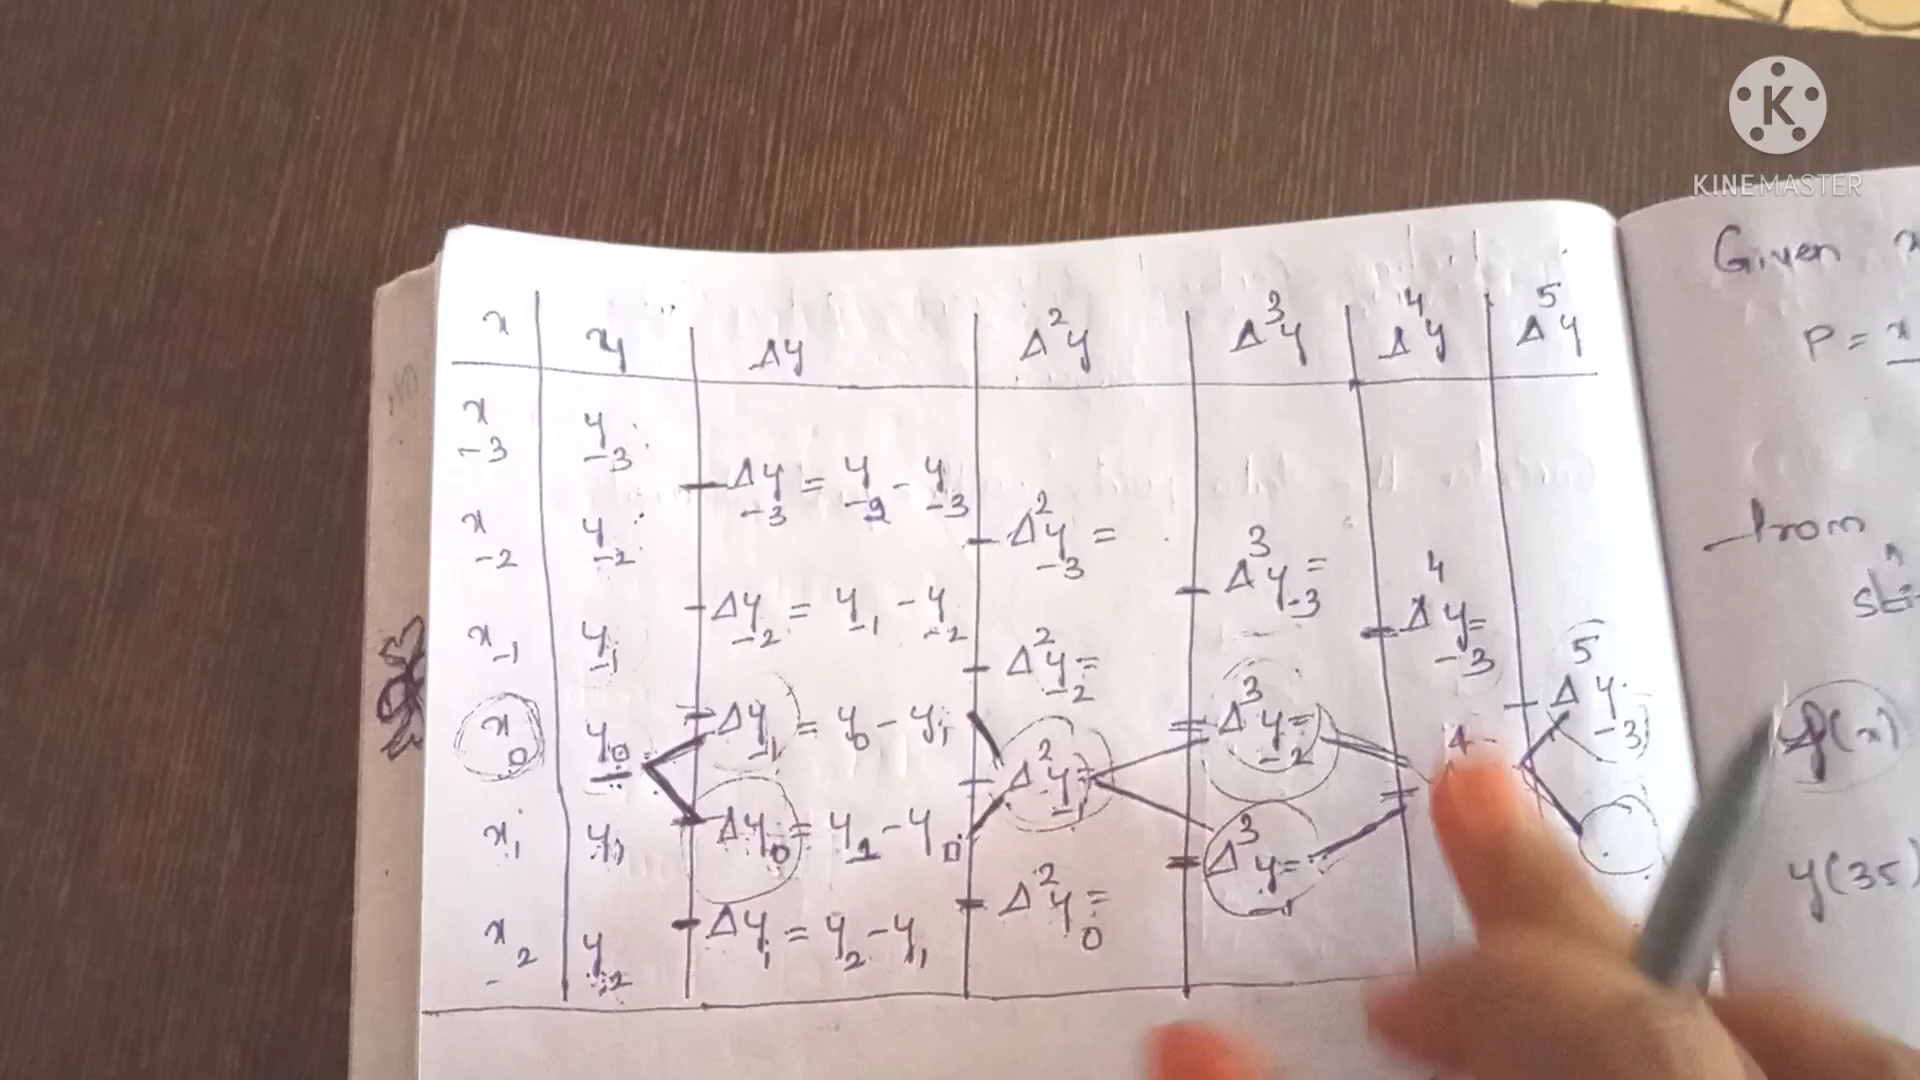 KINEMASTER
x y Δy Δ²y Δ³y Δ⁴y Δ⁵y
x₋₃ y₋₃
Δy₋₃ = y₋₂ - y₋₃
Δ²y₋₃ =
x₋₂ y₋₂
Δ³y₋₃ =
Δy₋₂ = y₋₁ - y₋₂
Δ⁴y₋₃ =
x₋₁ y₋₁
Δ²y₋₂ =
Δ⁵y₋₃
Δy₋₁ = y₀ - y₋₁
Δ³y₋₂ =
x₀ y₀
Δ²y₋₁ =
4
Δy₀ = y₁ - y₀
x₁ y₁
Δ³y₋₁ =
Δ²y₀ =
Δy₁ = y₂ - y₁
x₂ y₂
Given x
P = x
from
y(35)